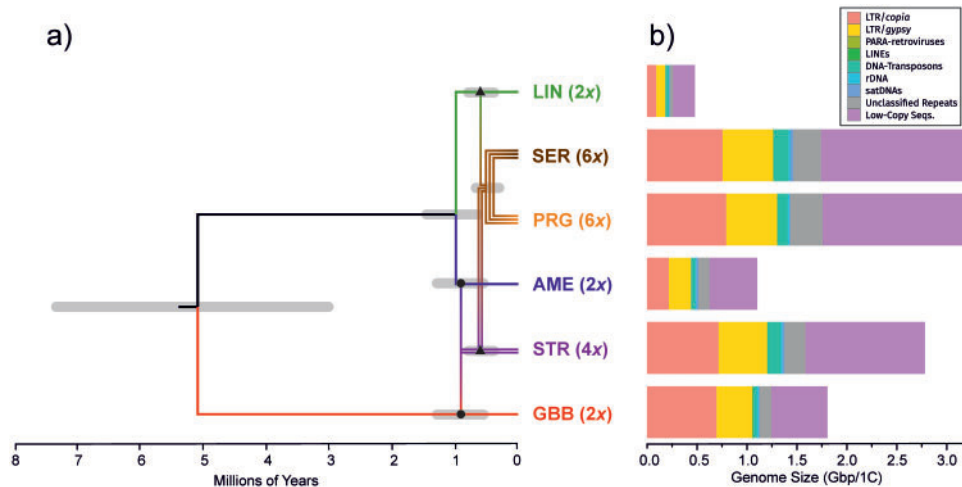 a)
b)
LTR/copia
LTR/gypsy
PARA-retroviruses
LINEs
DNA-Transposons
rDNA
satDNAs
Unclassified Repeats
Low-Copy Seqs.
LIN (2x)
SER (6x)
PRG (6x)
AME (2x)
STR (4x)
GBB (2x)
8 7 6 5 4 3 2 1 0
Millions of Years
0.0 0.5 1.0 1.5 2.0 2.5 3.0
Genome Size (Gbp/1C)